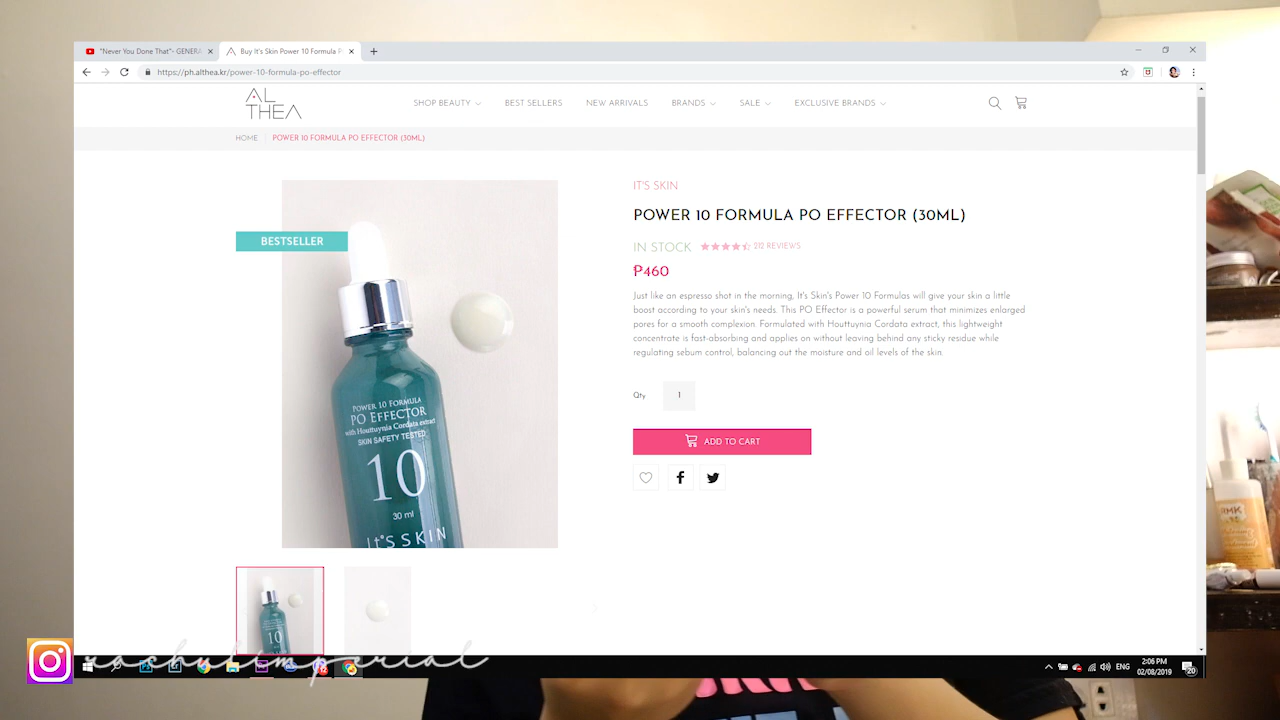 "Never You Done That"- GENERA
Buy It's Skin Power 10 Formula P
https://ph.althea.kr/power-10-formula-po-effector
AL
THEA
SHOP BEAUTY
BEST SELLERS
NEW ARRIVALS
BRANDS
SALE
EXCLUSIVE BRANDS
HOME
POWER 10 FORMULA PO EFFECTOR (30ML)
BESTSELLER
POWER 10 FORMULA
PO EFFECTOR
with Houttuynia Cordata extract
SKIN SAFETY TESTED
10
30 ml
It'S SKIN
IT'S SKIN
POWER 10 FORMULA PO EFFECTOR (30ML)
IN STOCK
212 REVIEWS
₱460
Just like an espresso shot in the morning, It's Skin's Power 10 Formulas will give your skin a little
boost according to your skin's needs. This PO Effector is a powerful serum that minimizes enlarged
pores for a smooth complexion. Formulated with Houttuynia Cordata extract, this lightweight
concentrate is fast-absorbing and applies on without leaving behind any sticky residue while
regulating sebum control, balancing out the moisture and oil levels of the skin.
Qty
1
ADD TO CART
10
RMK
ENG
2:06 PM
02/08/2019
20